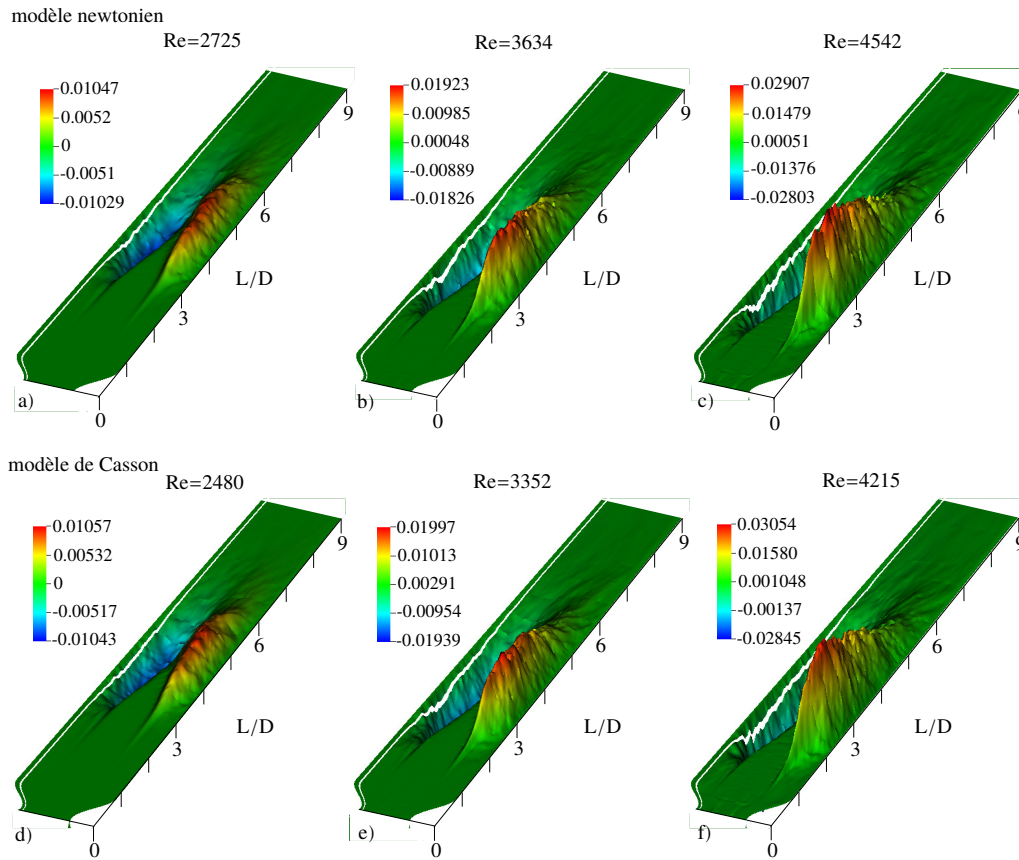 modèle newtonien
Re=2725
Re=3634
Re=4542
0.01047
0.0052
0
-0.0051
-0.01029
0.01923
0.00985
0.00048
-0.00889
-0.01826
0.02907
0.01479
0.00051
-0.01376
-0.02803
9
6
L/D
3
0
a)
9
6
L/D
3
0
b)
9
6
L/D
3
0
c)
modèle de Casson
Re=2480
Re=3352
Re=4215
0.01057
0.00532
0
-0.00517
-0.01043
0.01997
0.01013
0.00291
-0.00954
-0.01939
0.03054
0.01580
0.001048
-0.00137
-0.02845
9
6
L/D
3
0
d)
9
6
L/D
3
0
e)
9
6
L/D
3
0
f)